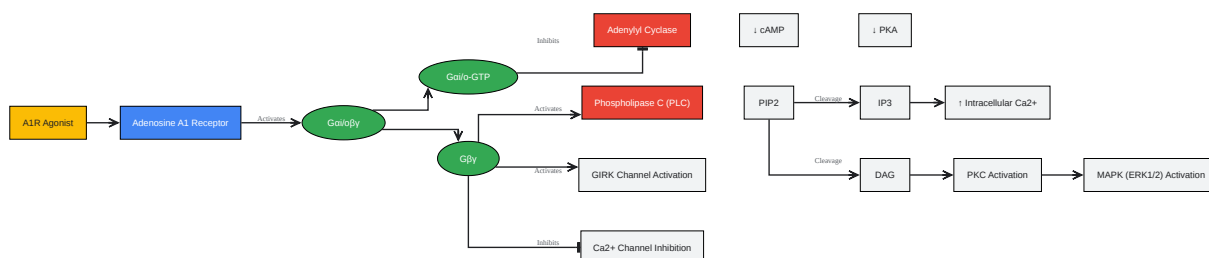 Adenylyl Cyclase
↓ cAMP
↓ PKA
Inhibits
Gαi/o-GTP
A1R Agonist
Adenosine A1 Receptor
Activates
Gαi/oβγ
Activates
Phospholipase C (PLC)
PIP2
Cleavage
IP3
↑ Intracellular Ca2+
Gβγ
Activates
GIRK Channel Activation
Cleavage
DAG
PKC Activation
MAPK (ERK1/2) Activation
Inhibits
Ca2+ Channel Inhibition